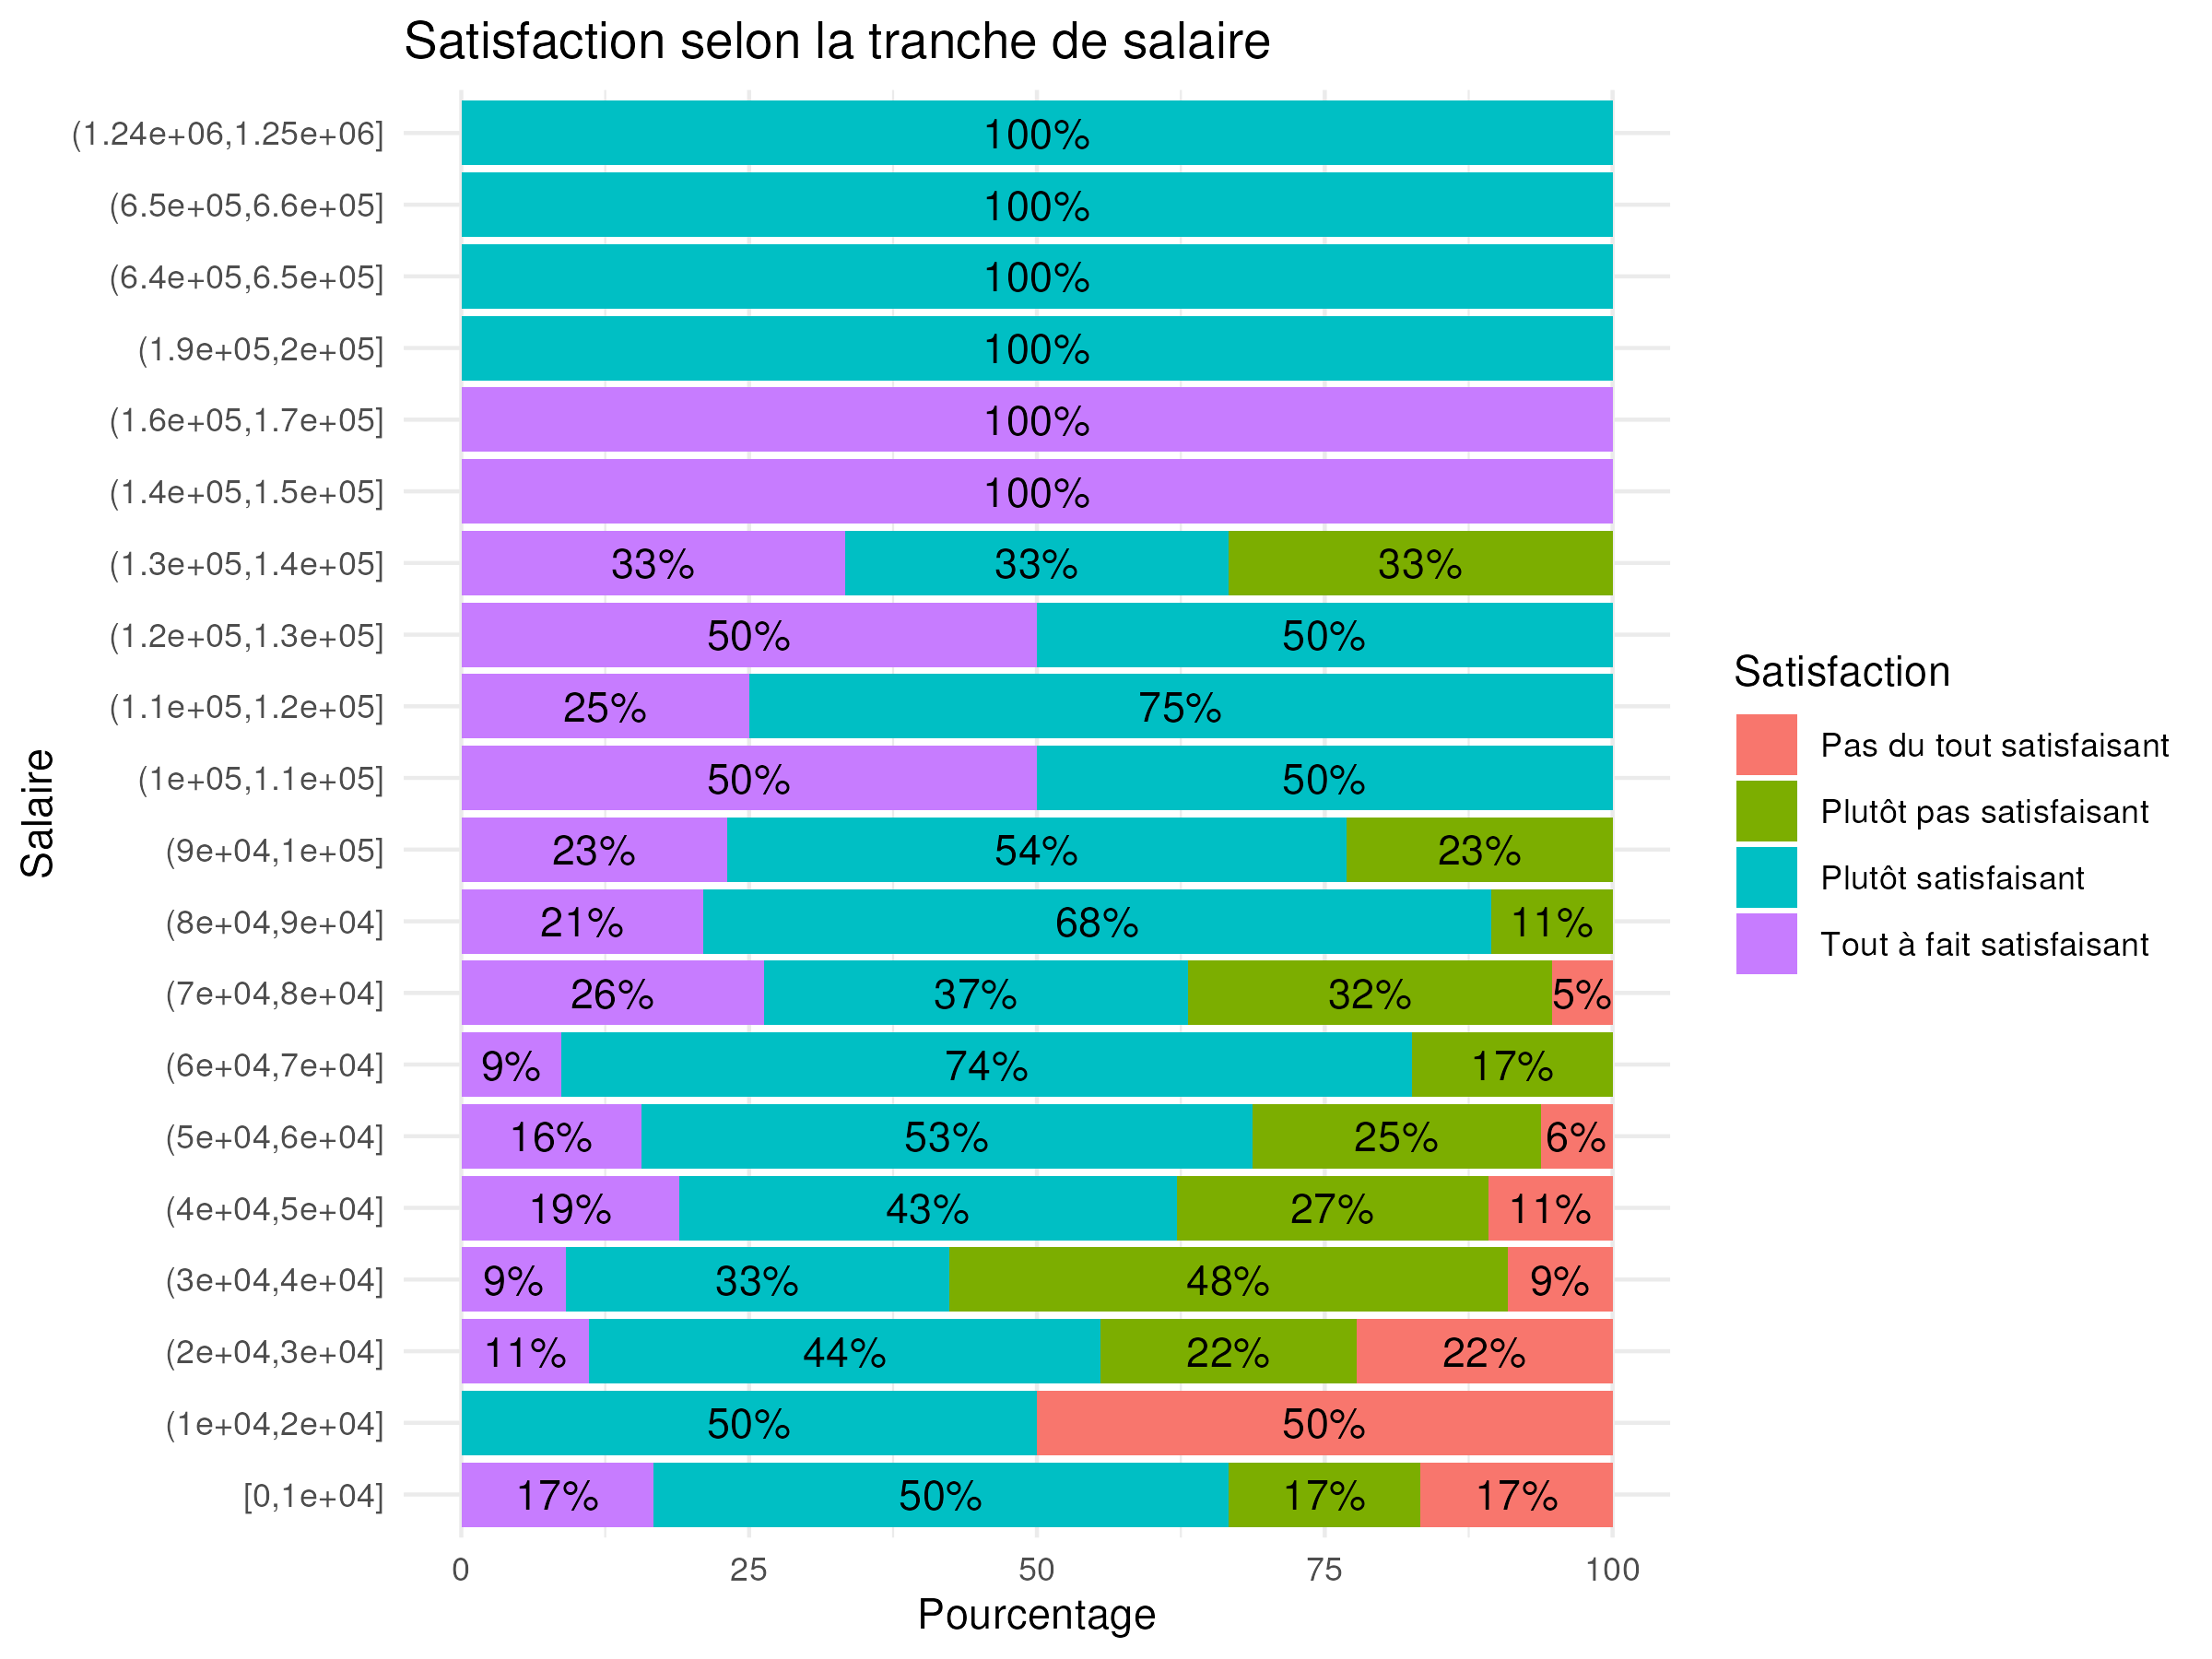 Satisfaction selon la tranche de salaire
(1.24e+06,1.25e+06] 100%
(6.5e+05,6.6e+05] 100%
(6.4e+05,6.5e+05] 100%
(1.9e+05,2e+05] 100%
(1.6e+05,1.7e+05] 100%
(1.4e+05,1.5e+05] 100%
(1.3e+05,1.4e+05] 33% 33% 33%
(1.2e+05,1.3e+05] 50% 50%
(1.1e+05,1.2e+05] 25% 75%
(1e+05,1.1e+05] 50% 50%
(9e+04,1e+05] 23% 54% 23%
(8e+04,9e+04] 21% 68% 11%
(7e+04,8e+04] 26% 37% 32% 5%
(6e+04,7e+04] 9% 74% 17%
(5e+04,6e+04] 16% 53% 25% 6%
(4e+04,5e+04] 19% 43% 27% 11%
(3e+04,4e+04] 9% 33% 48% 9%
(2e+04,3e+04] 11% 44% 22% 22%
(1e+04,2e+04] 50% 50%
[0,1e+04] 17% 50% 17% 17%
0 25 50 75 100
Pourcentage
Salaire
Satisfaction
Pas du tout satisfaisant
Plutôt pas satisfaisant
Plutôt satisfaisant
Tout à fait satisfaisant